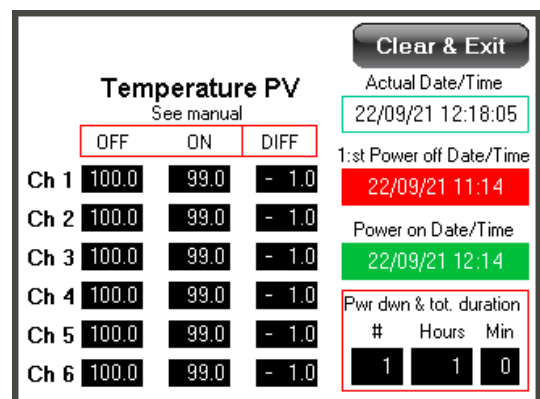 Clear & Exit
Temperatur PV
See manual
OFF ON DIFF
Ch 1 100.0 99.0 - 1.0
Ch 2 100.0 99.0 - 1.0
Ch 3 100.0 99.0 - 1.0
Ch 4 100.0 99.0 - 1.0
Ch 5 100.0 99.0 - 1.0
Ch 6 100.0 99.0 - 1.0
Actual Date/Time
22/09/21 12:18:05
1:st Power off Date/Time
22/09/21 11:14
Power on Date/Time
22/09/21 12:14
Pwr dwn & tot. duration
# Hours Min
1 1 0